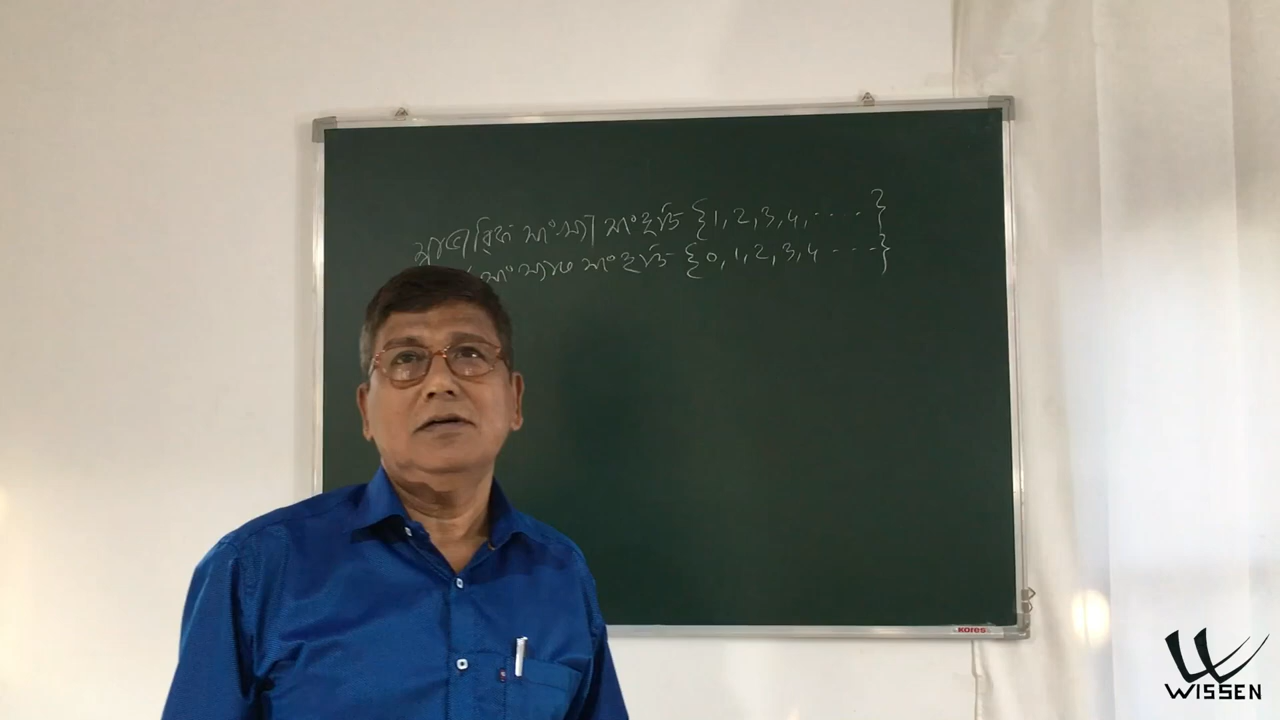 স্বাভাৱিক সংখ্যা সংহতি {1, 2, 3, 4, ..... }
সংখ্যাৰ সংহতি {0, 1, 2, 3, 4 .... }
kores
WISSEN